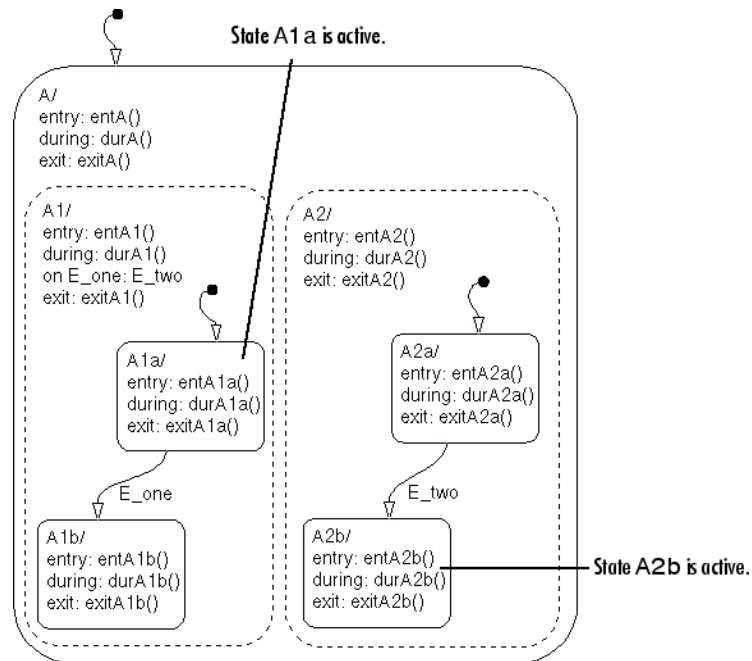 State A1a is active.
A/
entry: entA()
during: durA()
exit: exitA()
A1/
entry: entA1()
during: durA1()
on E_one: E_two
exit: exitA1()
A1a/
entry: entA1a()
during: durA1a()
exit: exitA1a()
E_one
A1b/
entry: entA1b()
during: durA1b()
exit: exitA1b()
A2/
entry: entA2()
during: durA2()
exit: exitA2()
A2a/
entry: entA2a()
during: durA2a()
exit: exitA2a()
E_two
A2b/
entry: entA2b()
during: durA2b()
exit: exitA2b()
State A2b is active.